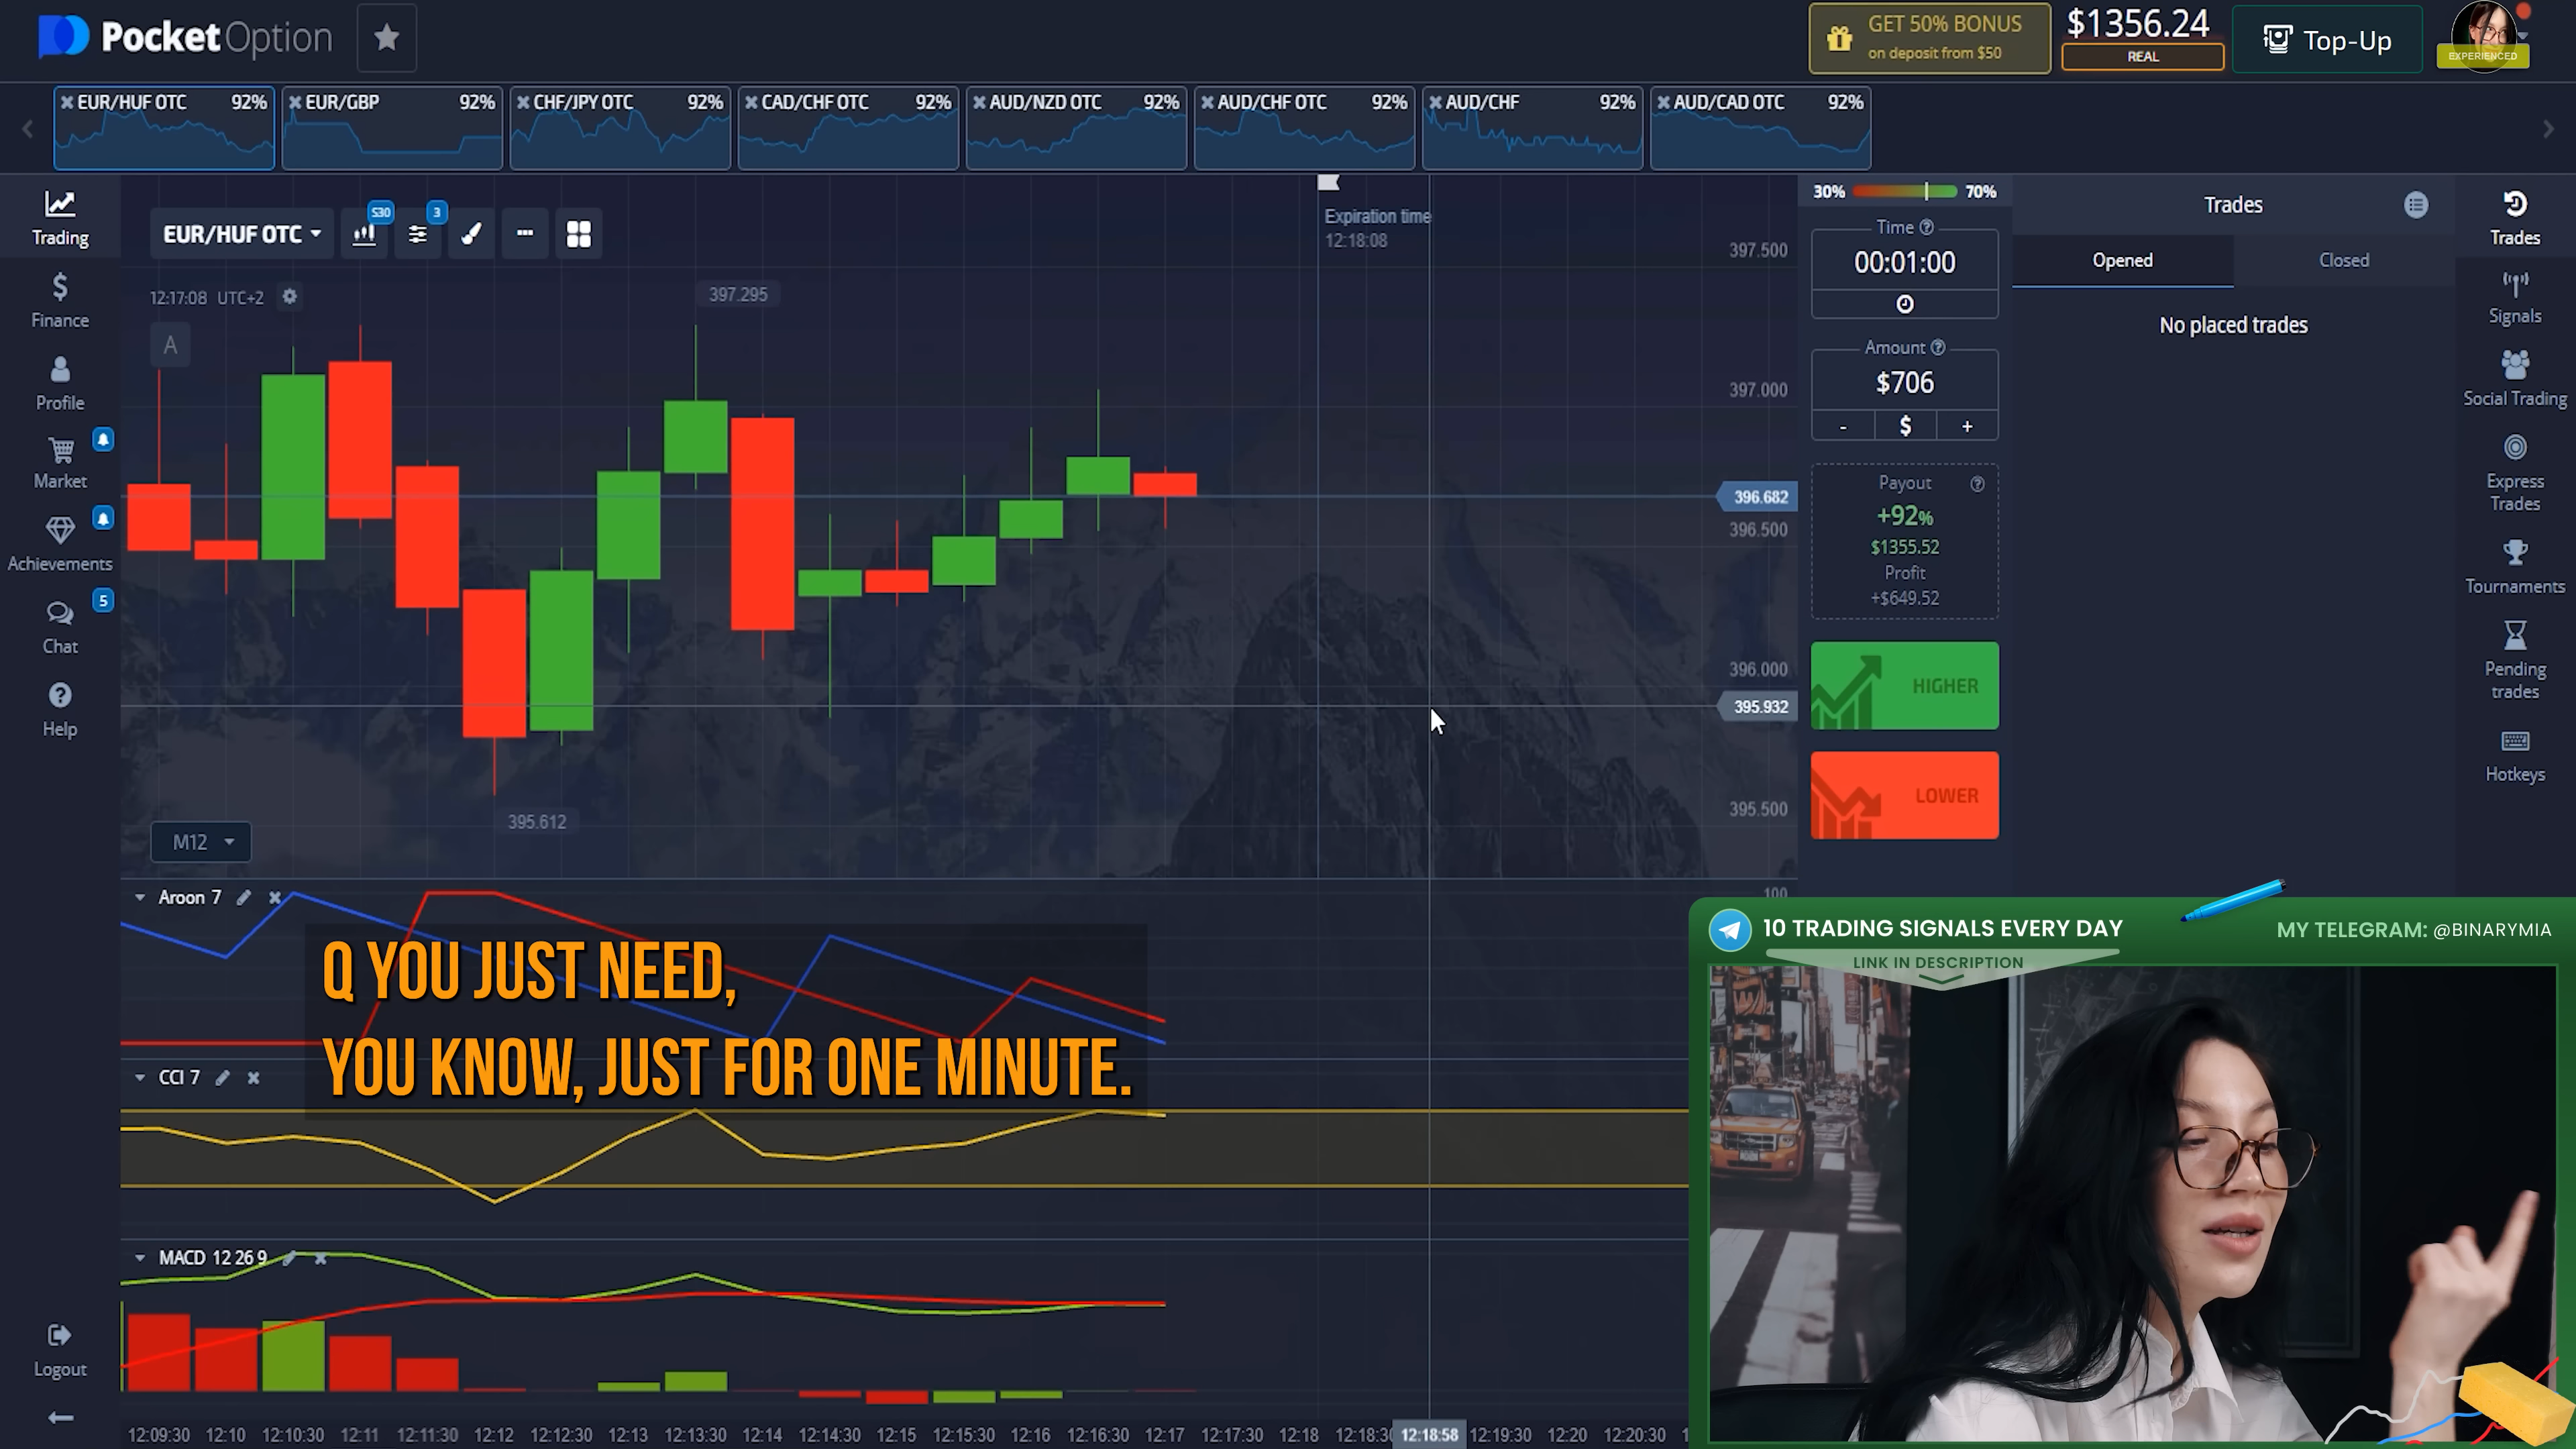 PocketOption
GET 50% BONUS
on deposit from $50
$1356.24
REAL
Top-Up
EXPERIENCED
EUR/HUF OTC 92%
EUR/GBP 92%
CHF/JPY OTC 92%
CAD/CHF OTC 92%
AUD/NZD OTC 92%
AUD/CHF OTC 92%
AUD/CHF 92%
AUD/CAD OTC 92%
Trading
Finance
Profile
Market
Achievements
5
Chat
Help
Logout
EUR/HUF OTC
S30
3
12:17:08 UTC+2
A
397.295
395.612
M12
Expiration time
12:18:08
397.500
397.000
396.682
396.500
396.000
395.932
395.500
100
30% 70%
Time
00:01:00
Amount
$706
- $ +
Payout
+92%
$1355.52
Profit
+$649.52
HIGHER
LOWER
Trades
Opened
Closed
No placed trades
Trades
Signals
Social Trading
Express
Trades
Tournaments
Pending
trades
Hotkeys
Aroon 7
Q YOU JUST NEED,
YOU KNOW, JUST FOR ONE MINUTE.
CCI 7
MACD 12 26 9
12:09:30 12:10 12:10:30 12:11 12:11:30 12:12 12:12:30 12:13 12:13:30 12:14 12:14:30 12:15 12:15:30 12:16 12:16:30 12:17 12:17:30 12:18 12:18:30 12:18:58 12:19:30 12:20 12:20:30
10 TRADING SIGNALS EVERY DAY
LINK IN DESCRIPTION
MY TELEGRAM: @BINARYMIA